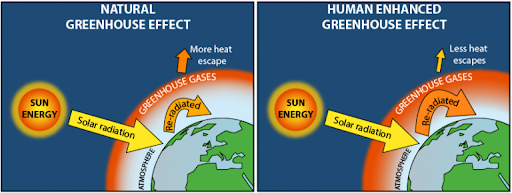 NATURAL
GREENHOUSE EFFECT
More heat
escape
GREENHOUSE GASES
SUN
ENERGY
Solar radiation
Re-radiated
ATMOSPHERE
HUMAN ENHANCED
GREENHOUSE EFFECT
Less heat
escapes
GREENHOUSE GASES
SUN
ENERGY
Solar radiation
Re-radiated
ATMOSPHERE